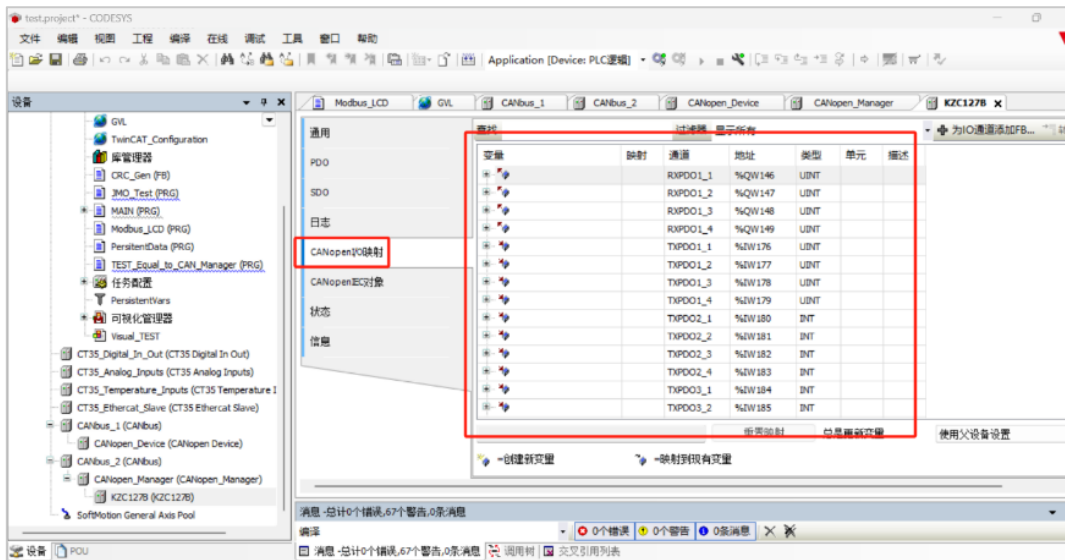 test.project* - CODESYS
文件 编辑 视图 工程 编译 在线 调试 工具 窗口 帮助
Application [Device: PLC逻辑]
设备
Modbus_LCD GVL CANbus_1 CANbus_2 CANopen_Device CANopen_Manager KZC127B
GVL
TwinCAT_Configuration
库管理器
CRC_Gen (FB)
JMO_Test (PRG)
MAIN (PRG)
Modbus_LCD (PRG)
PersitentData (PRG)
TEST_Equal_to_CAN_Manager (PRG)
任务配置
PersistentVars
可视化管理器
Visual_TEST
CT35_Digital_In_Out (CT35 Digital In Out)
CT35_Analog_Inputs (CT35 Analog Inputs)
CT35_Temperature_Inputs (CT35 Temperature I
CT35_Ethercat_Slave (CT35 Ethercat Slave)
CANbus_1 (CANbus)
CANopen_Device (CANopen Device)
CANbus_2 (CANbus)
CANopen_Manager (CANopen_Manager)
KZC127B (KZC127B)
SoftMotion General Axis Pool
设备 POU
通用
PDO
SDO
日志
CANopenI/O映射
CANopenIEC对象
状态
信息
查找 过滤器 显示所有 为IO通道添加FB...
变量 映射 通道 地址 类型 单元 描述
RXPDO1_1 %QW146 UINT
RXPDO1_2 %QW147 UINT
RXPDO1_3 %QW148 UINT
RXPDO1_4 %QW149 UINT
TXPDO1_1 %IW176 UINT
TXPDO1_2 %IW177 UINT
TXPDO1_3 %IW178 UINT
TXPDO1_4 %IW179 UINT
TXPDO2_1 %IW180 INT
TXPDO2_2 %IW181 INT
TXPDO2_3 %IW182 INT
TXPDO2_4 %IW183 INT
TXPDO3_1 %IW184 INT
TXPDO3_2 %IW185 INT
重置映射 总是更新变量 使用父设备设置
=创建新变量 =映射到现有变量
消息 -总计0个错误,67个警告,0条消息
编译 0个错误 0个警告 0条消息
消息 -总计0个错误,67个警告,0条消息 调用树 交叉引用列表